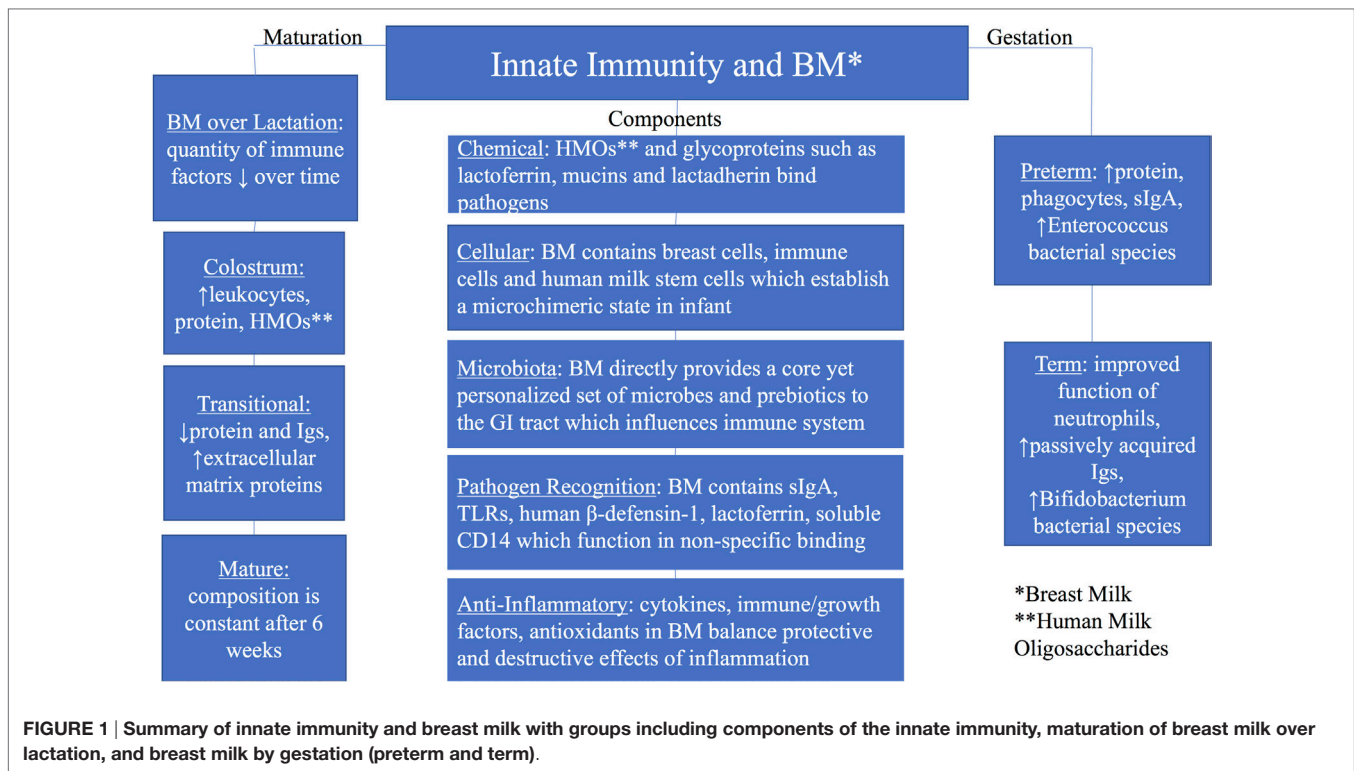 Innate Immunity and BM*
Maturation
BM over Lactation:
quantity of immune
factors ↓ over time
Colostrum:
↑leukocytes,
protein, HMOs**
Transitional:
↓protein and Igs,
↑extracellular
matrix proteins
Mature:
composition is
constant after 6
weeks
Components
Chemical: HMOs** and glycoproteins such as
lactoferrin, mucins and lactadherin bind
pathogens
Cellular: BM contains breast cells, immune
cells and human milk stem cells which establish
a microchimeric state in infant
Microbiota: BM directly provides a core yet
personalized set of microbes and prebiotics to
the GI tract which influences immune system
Pathogen Recognition: BM contains sIgA,
TLRs, human β-defensin-1, lactoferrin, soluble
CD14 which function in non-specific binding
Anti-Inflammatory: cytokines, immune/growth
factors, antioxidants in BM balance protective
and destructive effects of inflammation
Gestation
Preterm: ↑protein,
phagocytes, sIgA,
↑Enterococcus
bacterial species
Term: improved
function of
neutrophils,
↑passively acquired
Igs,
↑Bifidobacterium
bacterial species
*Breast Milk
**Human Milk
Oligosaccharides
FIGURE 1 | Summary of innate immunity and breast milk with groups including components of the innate immunity, maturation of breast milk over
lactation, and breast milk by gestation (preterm and term).